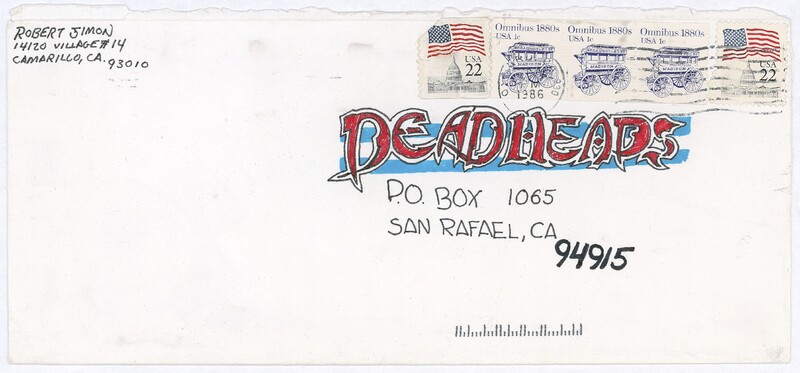 ROBERT SIMON
14120 VILLAGE #14
CAMARILLO, CA.
93010
USA
22
Omnibus 1880s
USA 1c
Omnibus 1880s
USA 1c
Omnibus 1880s
USA 1c
USA
22
1986
DEADHEADS
P.O. BOX 1065
SAN RAFAEL, CA
94915